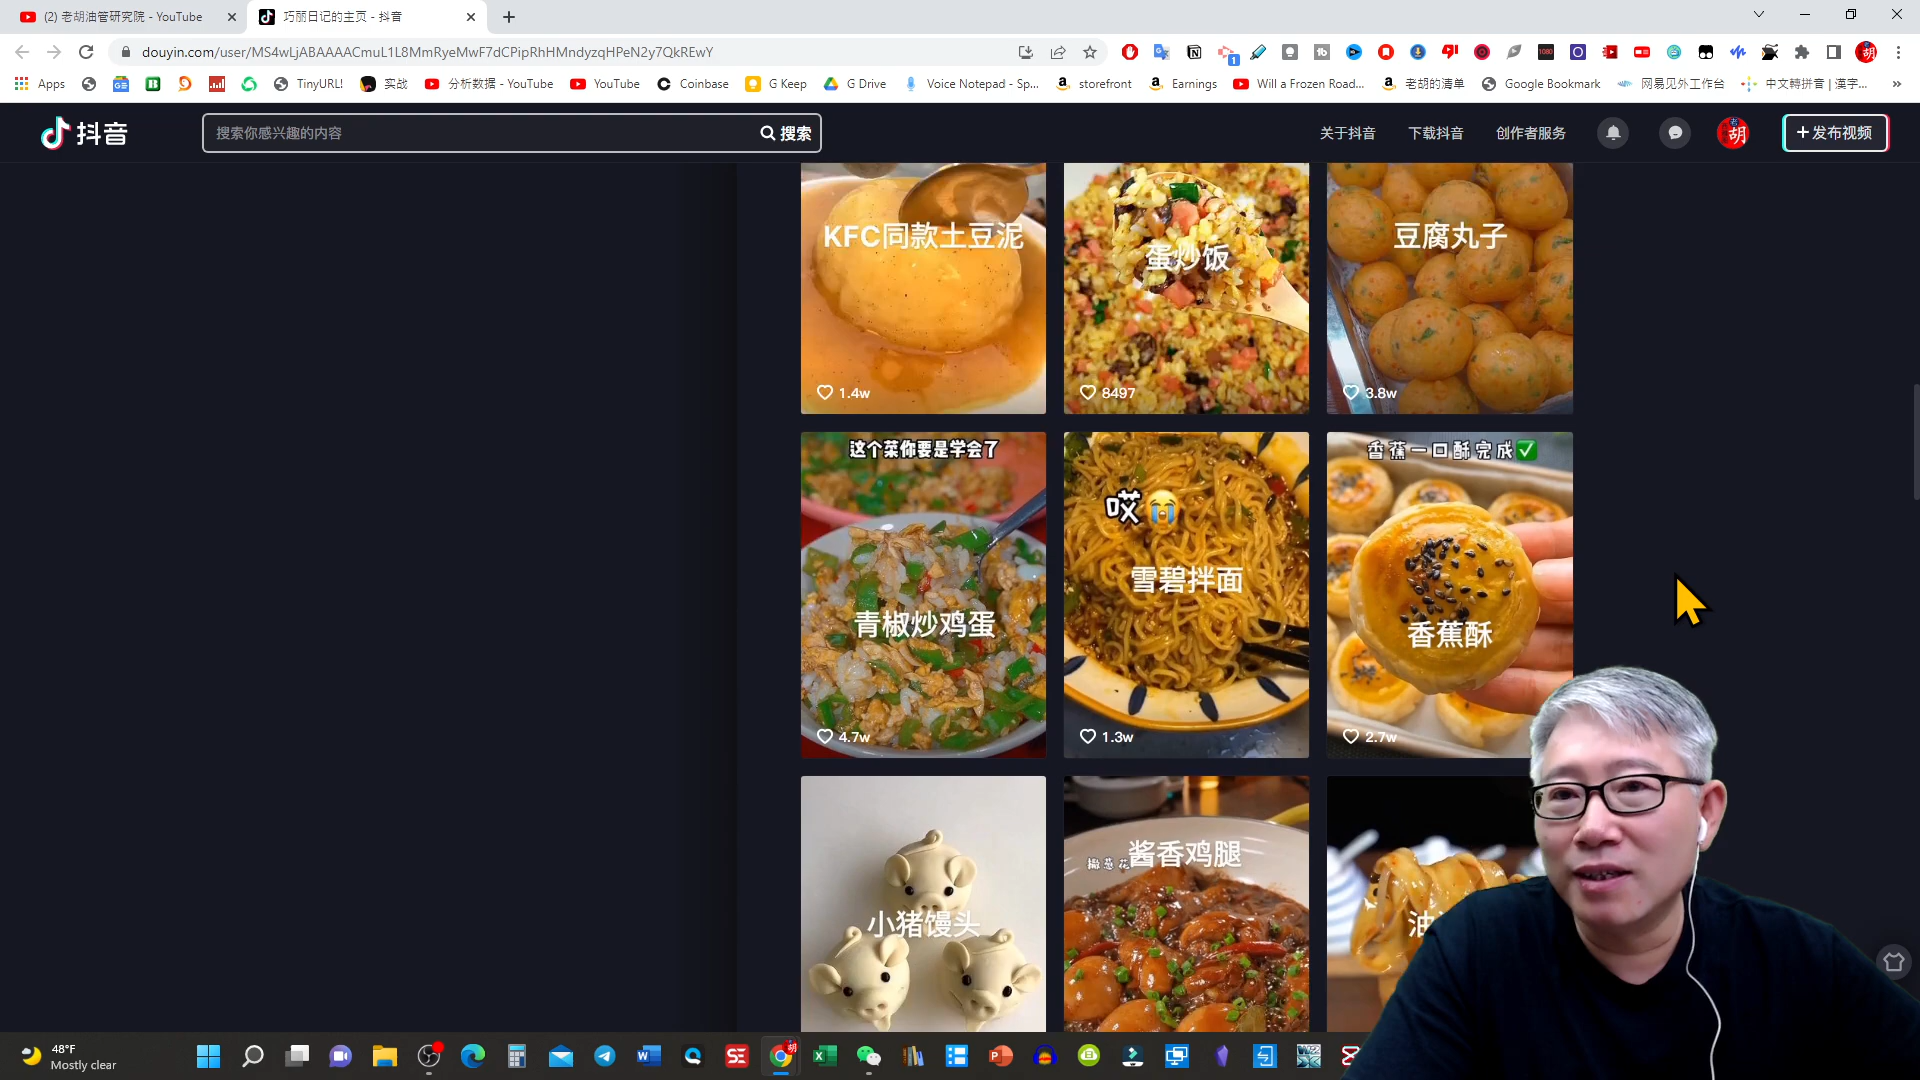 (2) 老胡油管研究院 - YouTube
巧丽日记的主页 - 抖音
douyin.com/user/MS4wLjABAAAACmuL1L8MmRyeMwF7dCPipRhHMndyzqHPeN2y7QkREwY
Apps
TinyURL!
实战
分析数据 - YouTube
YouTube
Coinbase
G Keep
G Drive
Voice Notepad - Sp...
storefront
Earnings
Will a Frozen Road...
老胡的清单
Google Bookmark
网易见外工作台
中文轉拼音 | 漢字...
抖音
搜索你感兴趣的内容
搜索
关于抖音
下载抖音
创作者服务
胡
+发布视频
KFC同款土豆泥
1.4w
蛋炒饭
8497
豆腐丸子
3.8w
这个菜你要是学会了
青椒炒鸡蛋
4.7w
哎😭
雪碧拌面
1.3w
香蕉一口酥完成✅
香蕉酥
2.7w
小猪馒头
撒葱花
酱香鸡腿
油
48°F
Mostly clear